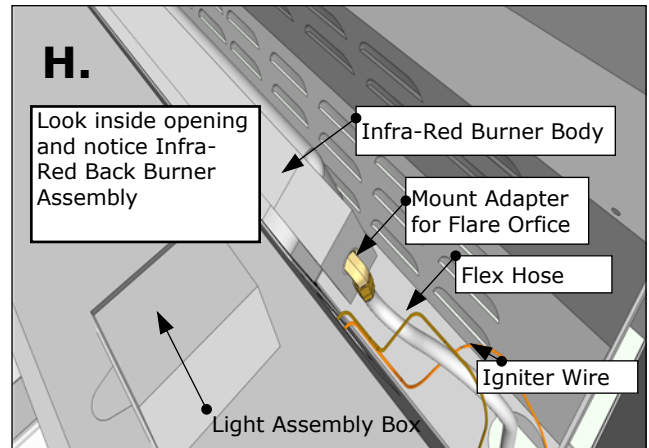 H.
Look inside opening
and notice Infra-
Red Back Burner
Assembly
Infra-Red Burner Body
Mount Adapter
for Flare Orfice
Flex Hose
Igniter Wire
Light Assembly Box